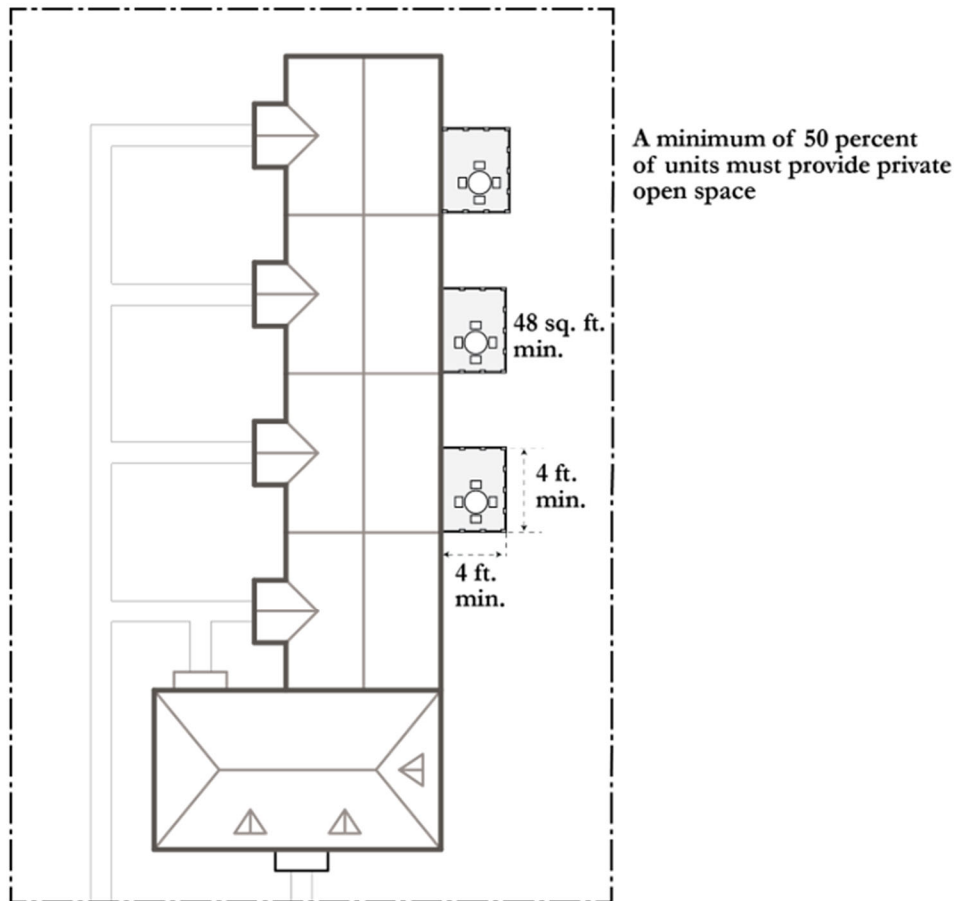 A minimum of 50 percent
of units must provide private
open space
48 sq. ft.
min.
4 ft.
min.
4 ft.
min.